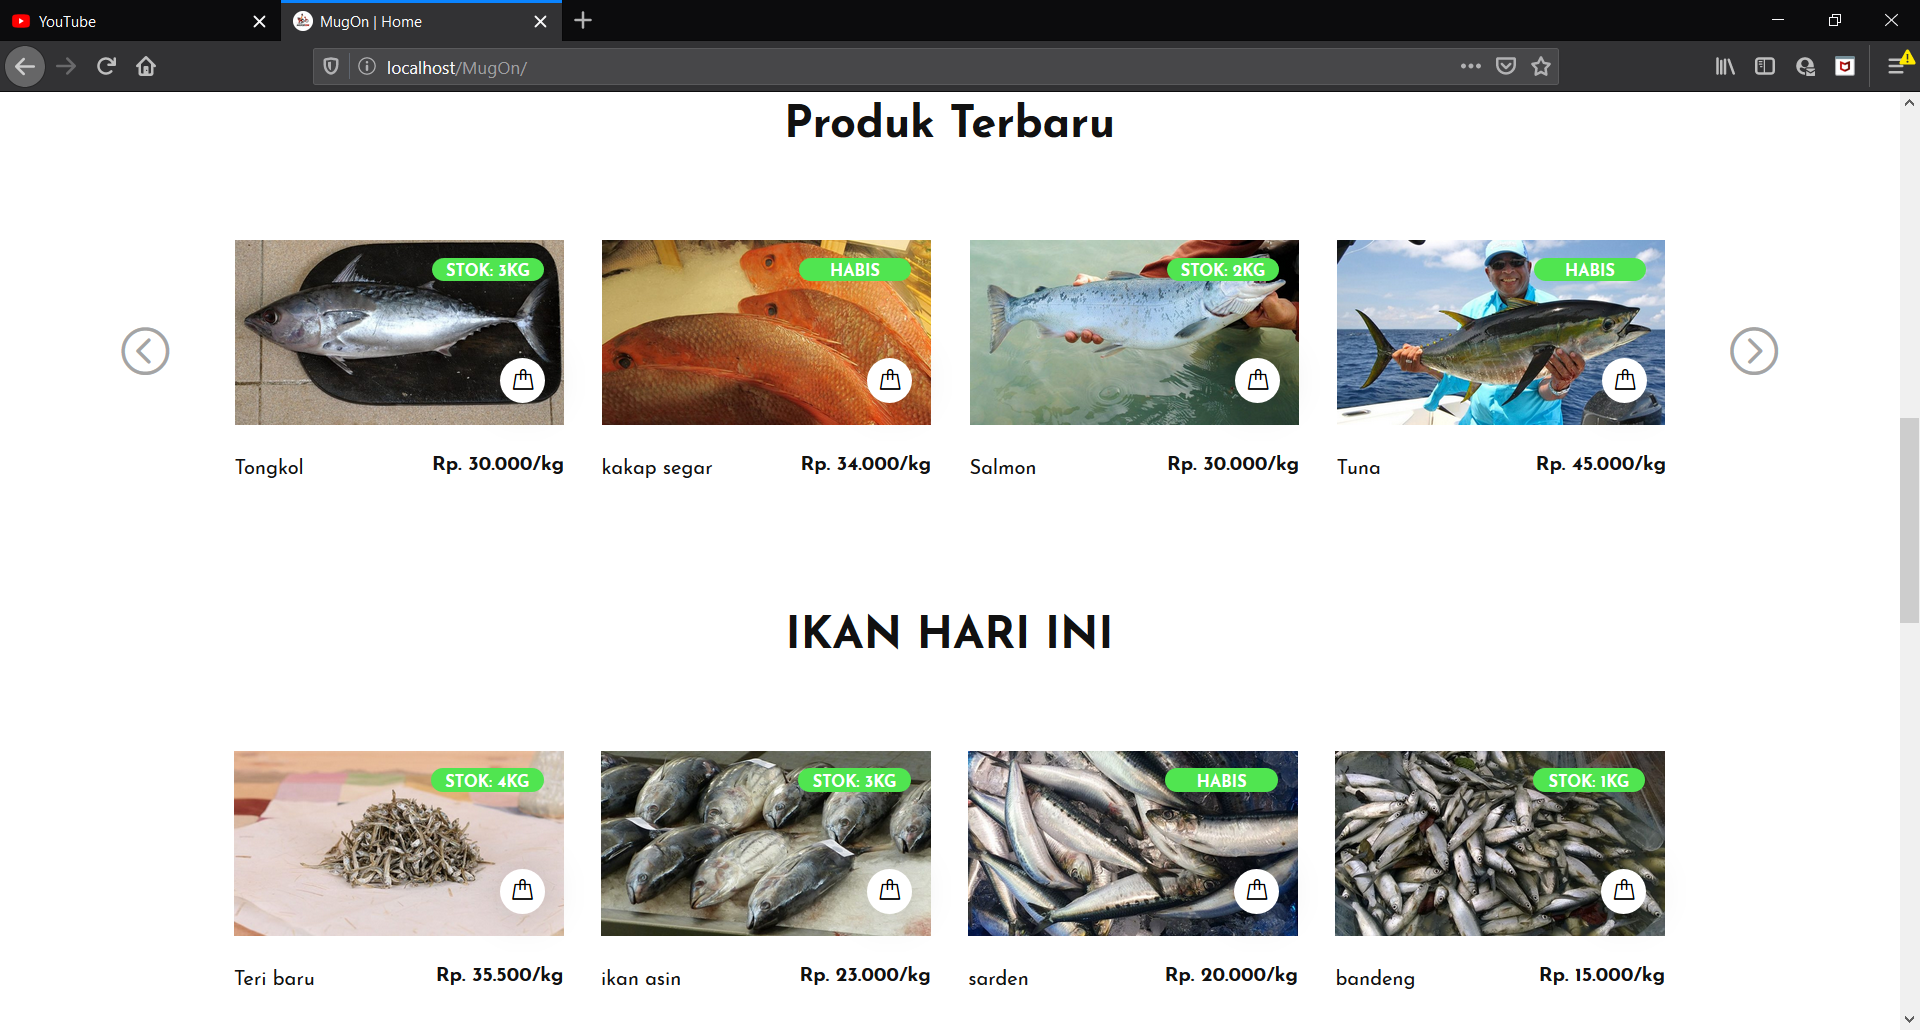 YouTube
MugOn | Home
localhost/MugOn/
Produk Terbaru
STOK: 3KG
HABIS
STOK: 2KG
HABIS
Tongkol
Rp. 30.000/kg
kakap segar
Rp. 34.000/kg
Salmon
Rp. 30.000/kg
Tuna
Rp. 45.000/kg
IKAN HARI INI
STOK: 4KG
STOK: 3KG
HABIS
STOK: 1KG
Teri baru
Rp. 35.500/kg
ikan asin
Rp. 23.000/kg
sarden
Rp. 20.000/kg
bandeng
Rp. 15.000/kg